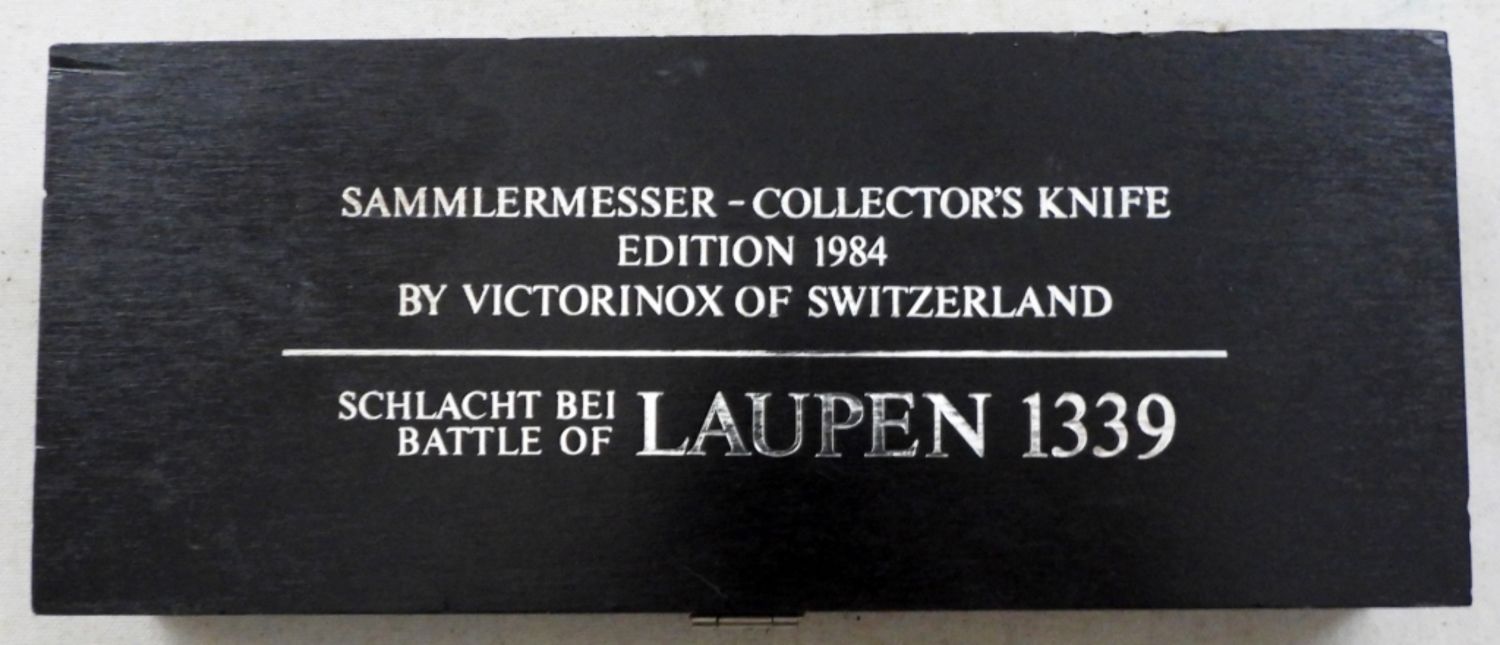 SAMMLERMESSER - COLLECTOR'S KNIFE
EDITION 1984
BY VICTORINOX OF SWITZERLAND
SCHLACHT BEI
BATTLE OF
LAUPEN 1339